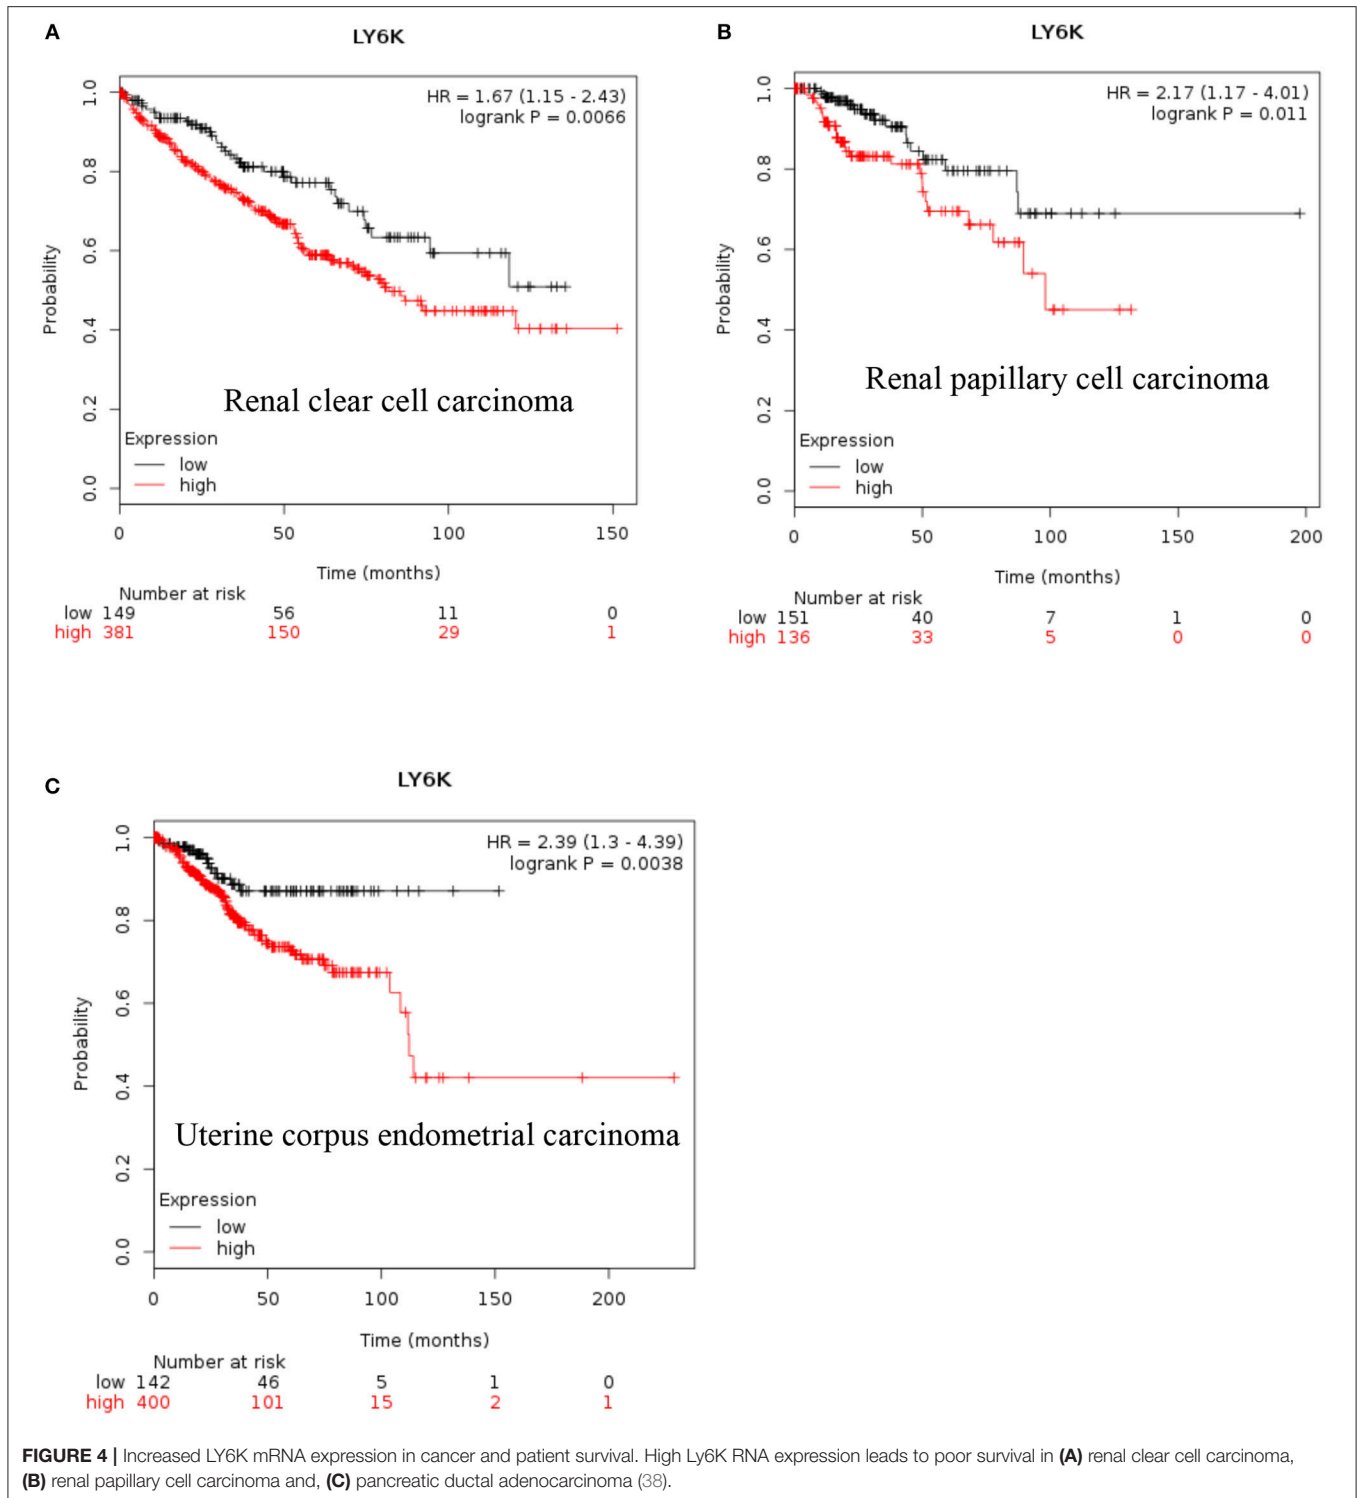 A
LY6K
HR = 1.67 (1.15 - 2.43)
logrank P = 0.0066
Probability
1.0
0.8
0.6
0.4
0.2
0.0
Renal clear cell carcinoma
Expression
low
high
0 50 100 150
Time (months)
Number at risk
low 149 56 11 0
high 381 150 29 1
B
LY6K
HR = 2.17 (1.17 - 4.01)
logrank P = 0.011
Probability
1.0
0.8
0.6
0.4
0.2
0.0
Renal papillary cell carcinoma
Expression
low
high
0 50 100 150 200
Time (months)
Number at risk
low 151 40 7 1 0
high 136 33 5 0 0
C
LY6K
HR = 2.39 (1.3 - 4.39)
logrank P = 0.0038
Probability
1.0
0.8
0.6
0.4
0.2
0.0
Uterine corpus endometrial carcinoma
Expression
low
high
0 50 100 150 200
Time (months)
Number at risk
low 142 46 5 1 0
high 400 101 15 2 1
FIGURE 4 | Increased LY6K mRNA expression in cancer and patient survival. High Ly6K RNA expression leads to poor survival in (A) renal clear cell carcinoma,
(B) renal papillary cell carcinoma and, (C) pancreatic ductal adenocarcinoma (38).